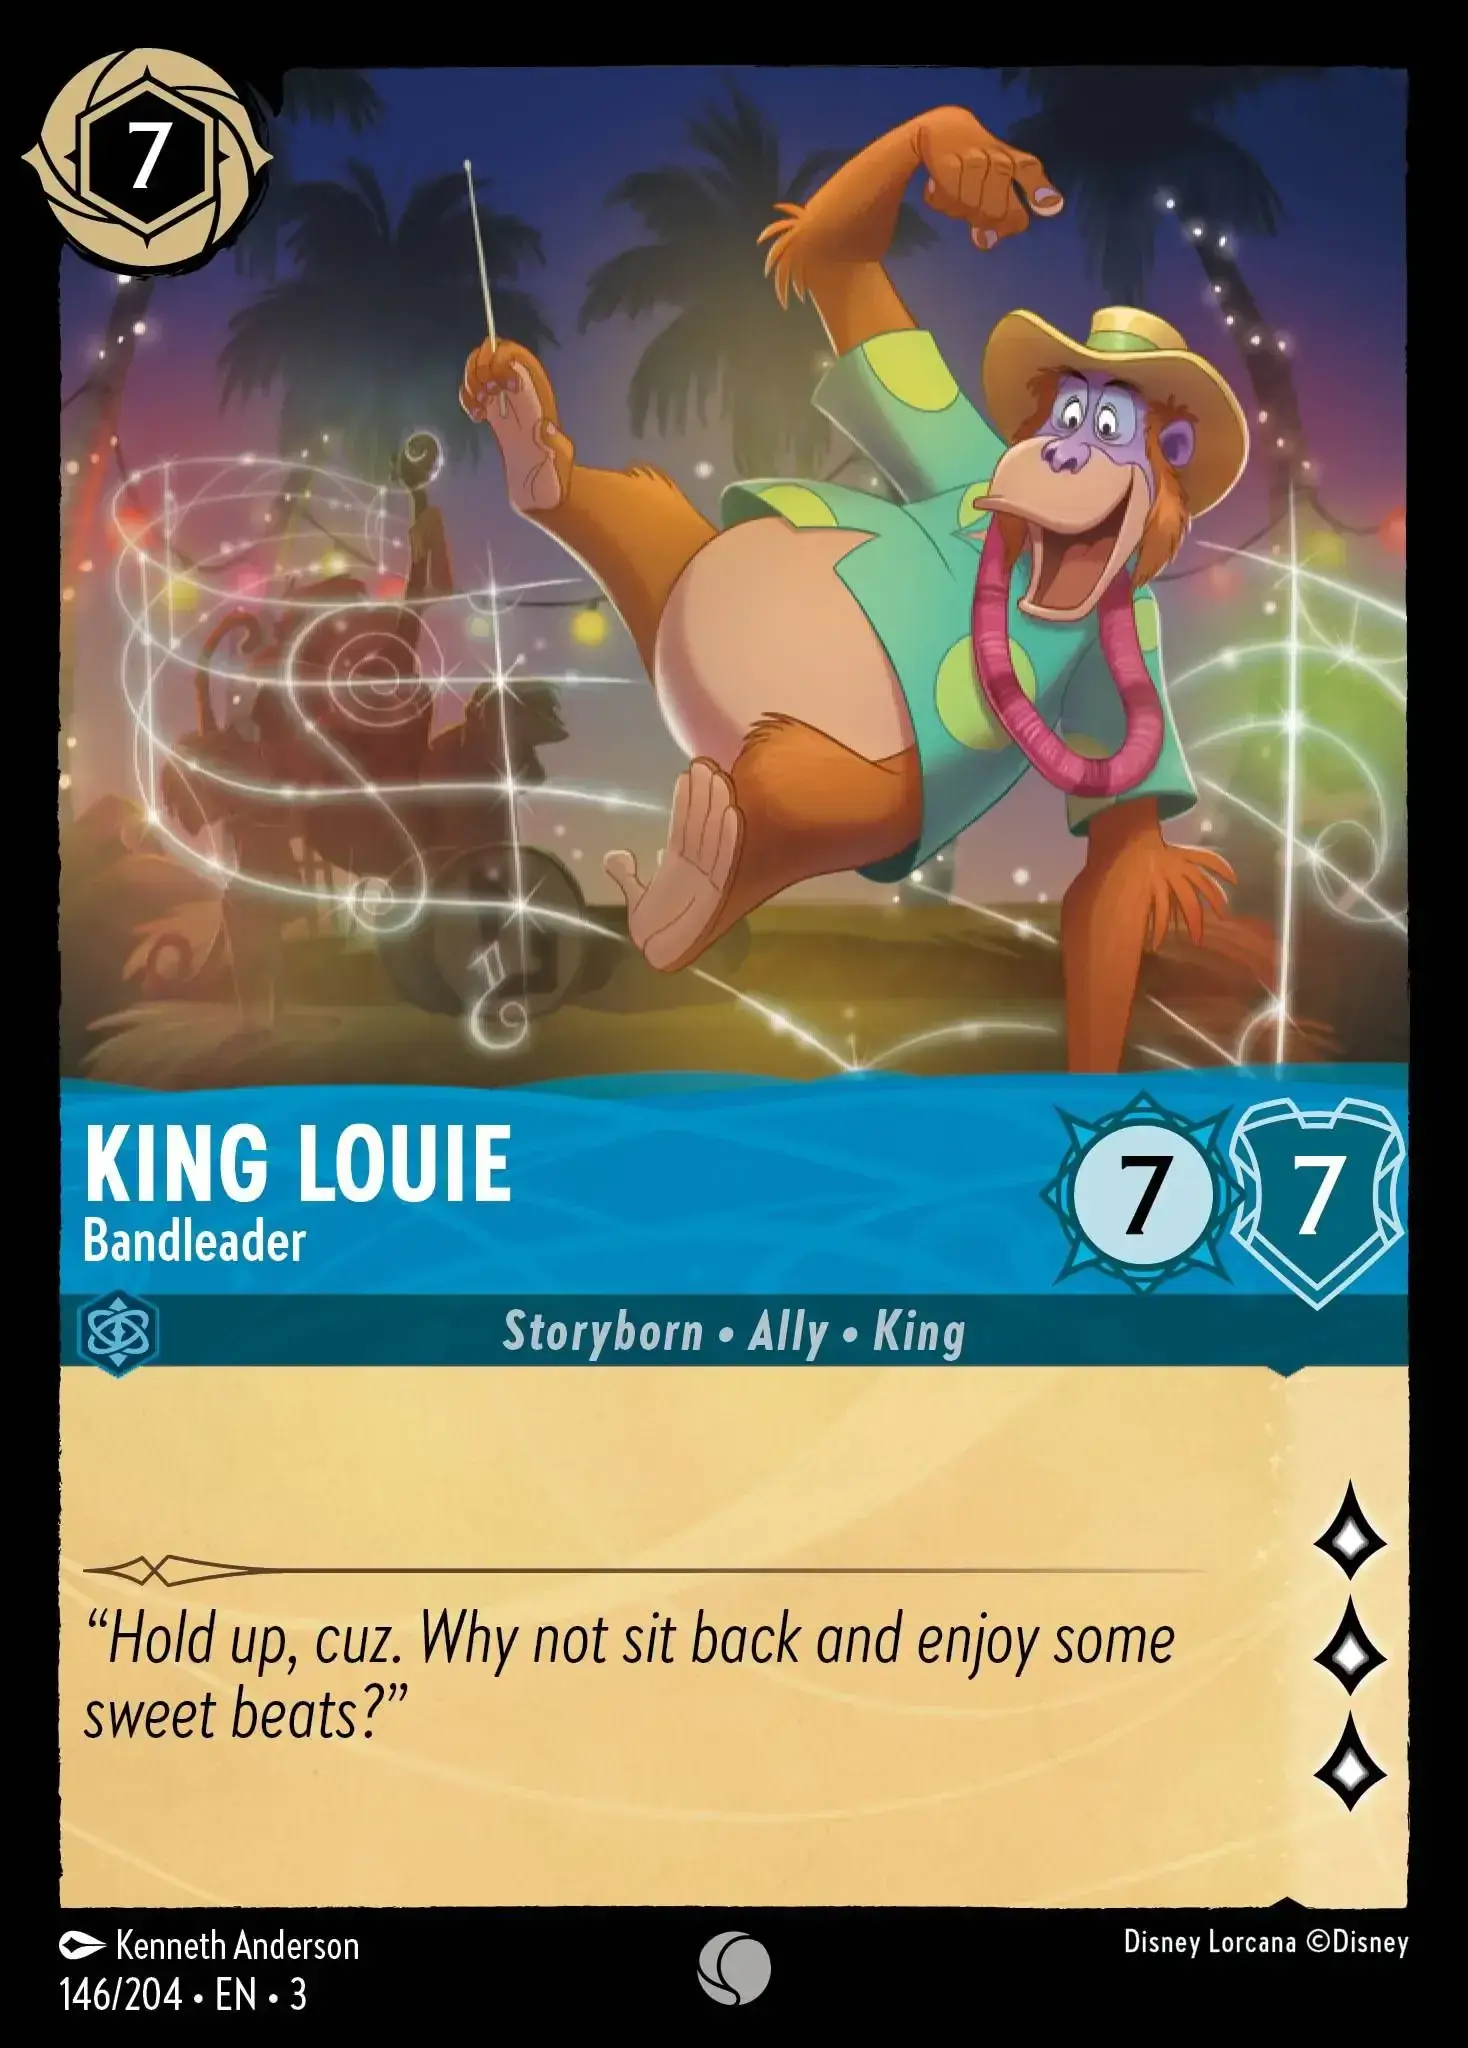 7
KING LOUIE
Bandleader
7
7
Storyborn • Ally • King
“Hold up, cuz. Why not sit back and enjoy some
sweet beats?”
Kenneth Anderson
Disney Lorcana ©Disney
146/204 • EN • 3